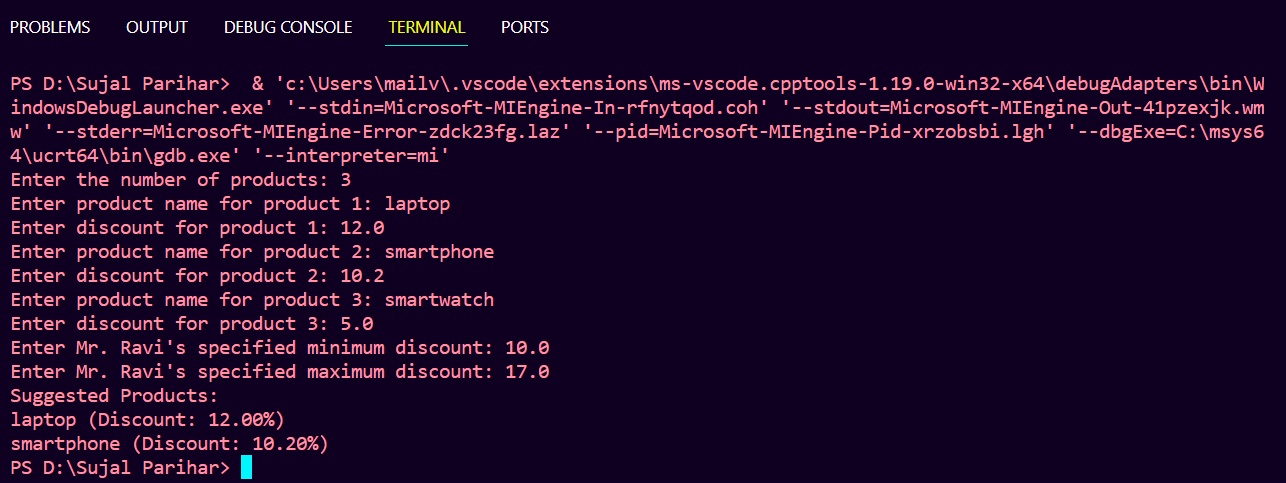 PROBLEMS OUTPUT DEBUG CONSOLE TERMINAL PORTS
PS D:\Sujal Parihar>  & 'c:\Users\mailv\.vscode\extensions\ms-vscode.cpptools-1.19.0-win32-x64\debugAdapters\bin\W
indowsDebugLauncher.exe' '--stdin=Microsoft-MIEngine-In-rfnytqod.coh' '--stdout=Microsoft-MIEngine-Out-41pzexjk.wm
w' '--stderr=Microsoft-MIEngine-Error-zdck23fg.laz' '--pid=Microsoft-MIEngine-Pid-xrzobsbi.lgh' '--dbgExe=C:\msys6
4\ucrt64\bin\gdb.exe' '--interpreter=mi'
Enter the number of products: 3
Enter product name for product 1: laptop
Enter discount for product 1: 12.0
Enter product name for product 2: smartphone
Enter discount for product 2: 10.2
Enter product name for product 3: smartwatch
Enter discount for product 3: 5.0
Enter Mr. Ravi's specified minimum discount: 10.0
Enter Mr. Ravi's specified maximum discount: 17.0
Suggested Products:
laptop (Discount: 12.00%)
smartphone (Discount: 10.20%)
PS D:\Sujal Parihar>